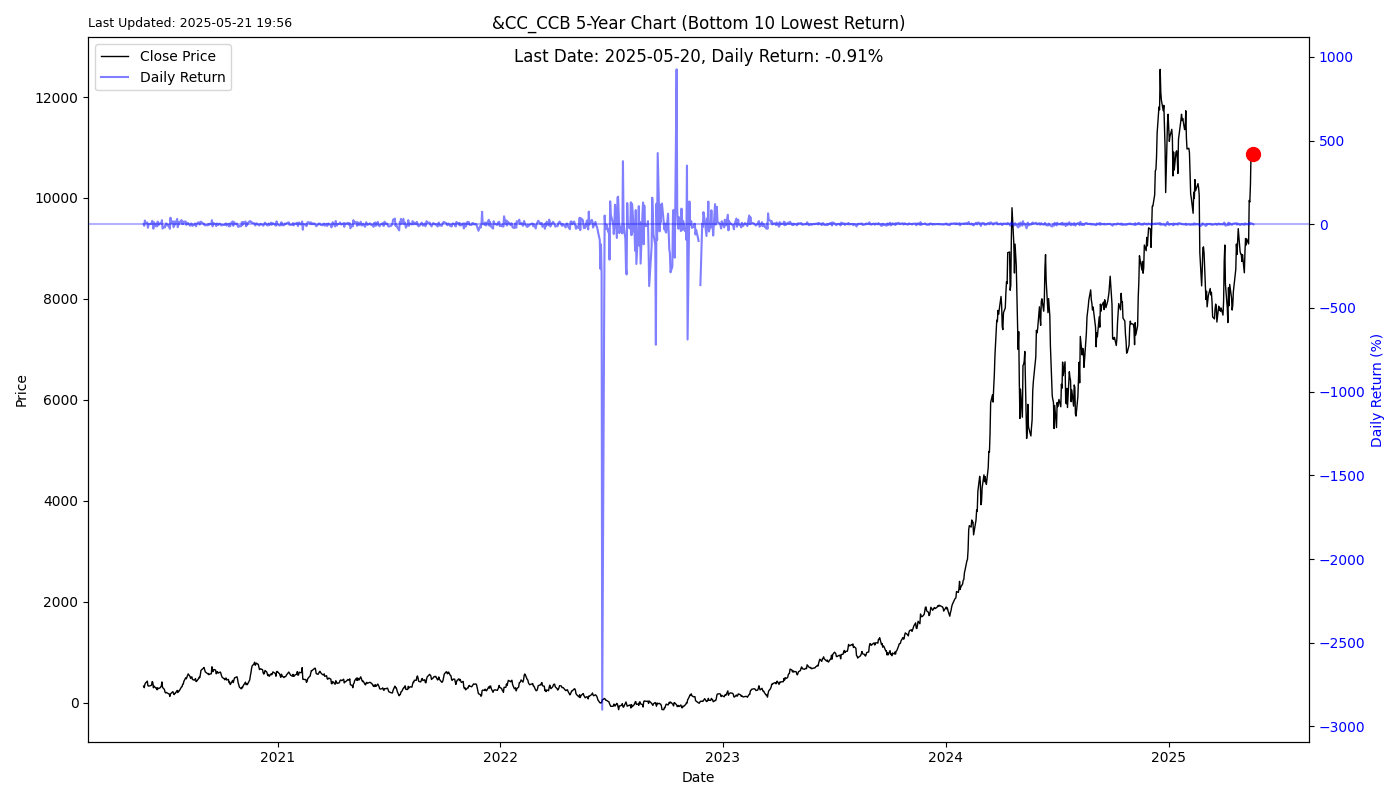 Last Updated: 2025-05-21 19:56
&CC_CCB 5-Year Chart (Bottom 10 Lowest Return)
Last Date: 2025-05-20, Daily Return: -0.91%
Close Price
Daily Return
12000
10000
8000
6000
4000
2000
0
Price
1000
500
0
−500
−1000
−1500
−2000
−2500
−3000
Daily Return (%)
2021
2022
2023
2024
2025
Date